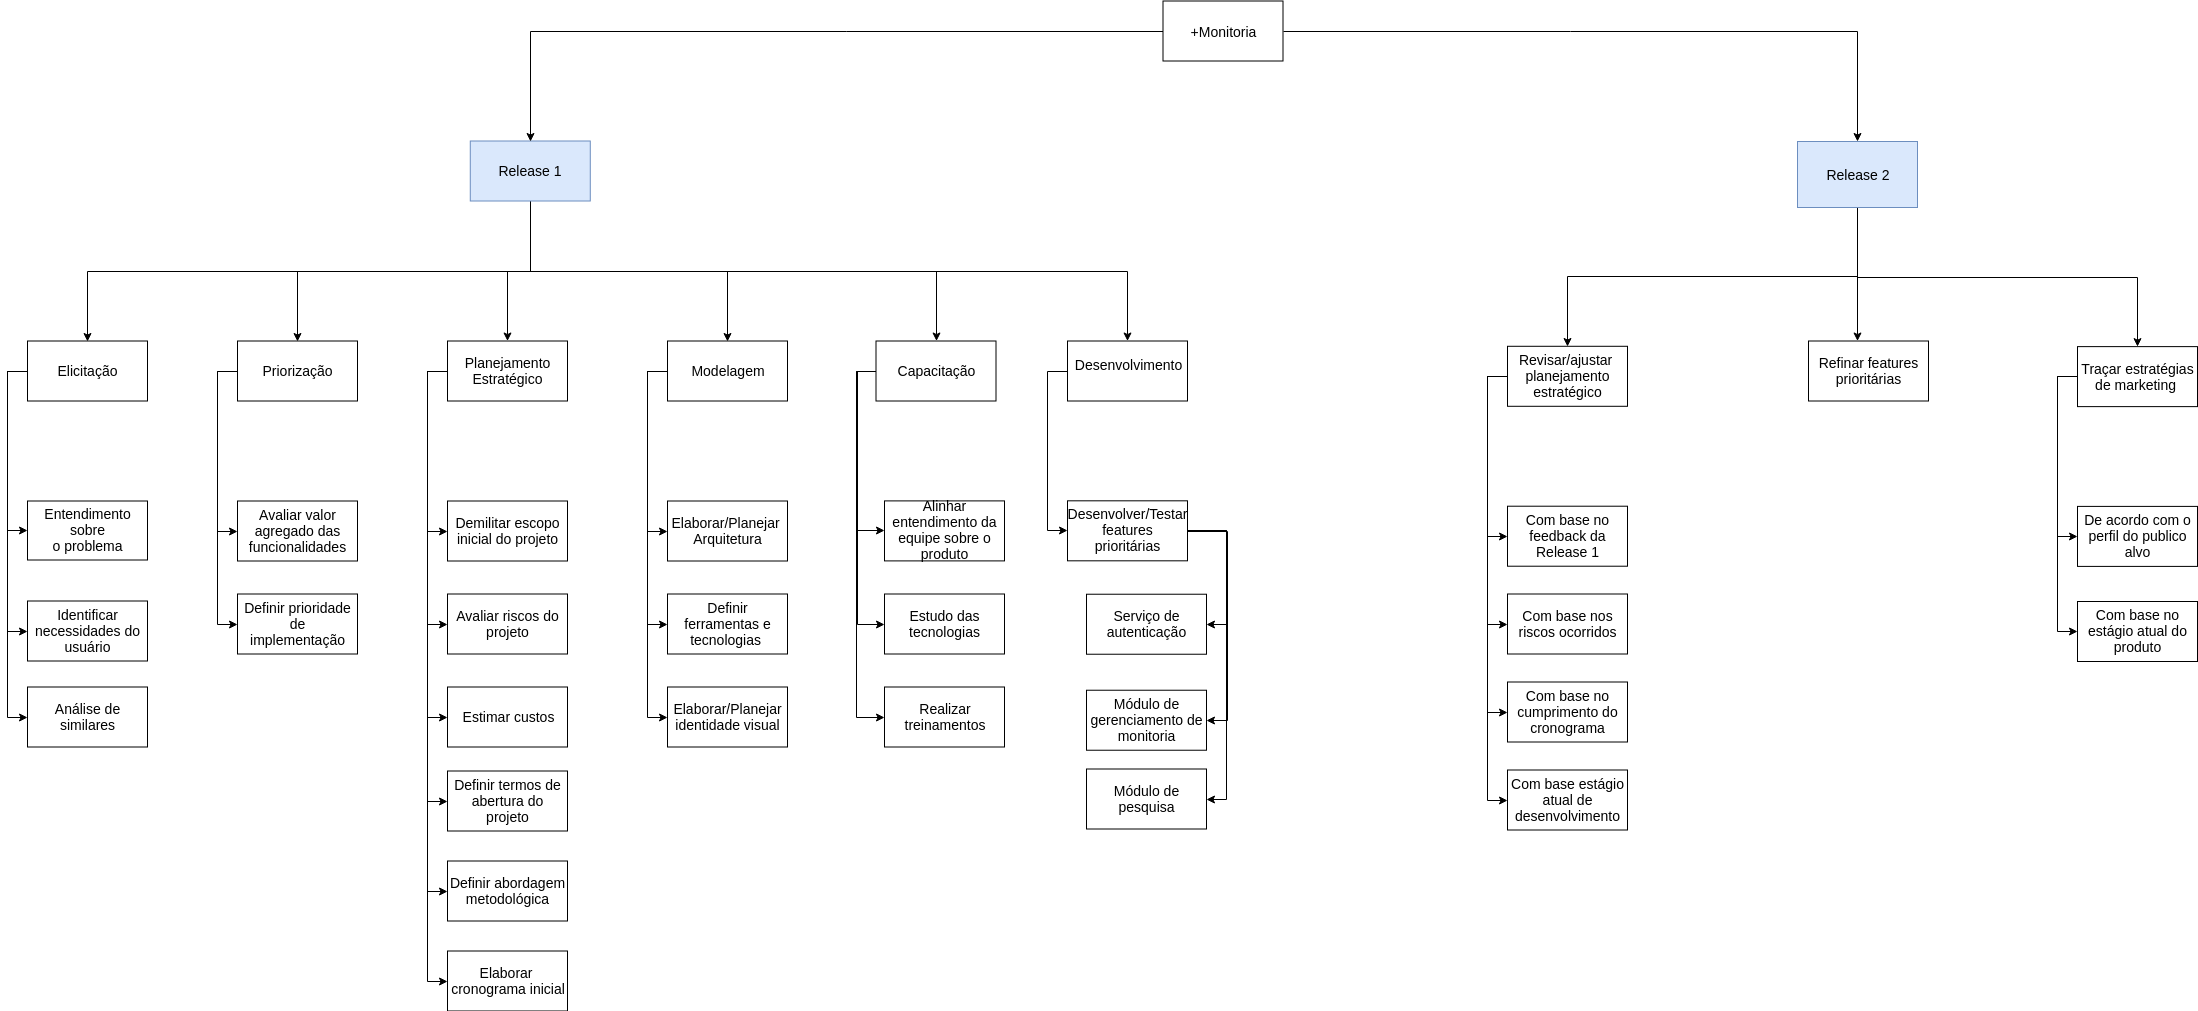 +Monitoria
Release 1
Release 2
Elicitação
Priorização
Planejamento
Estratégico
Modelagem
Capacitação
Desenvolvimento
Revisar/ajustar
planejamento
estratégico
Refinar features
prioritárias
Traçar estratégias
de marketing
Entendimento
sobre
o problema
Identificar
necessidades do
usuário
Análise de
similares
Avaliar valor
agregado das
funcionalidades
Definir prioridade
de
implementação
Demilitar escopo
inicial do projeto
Avaliar riscos do
projeto
Estimar custos
Definir termos de
abertura do
projeto
Definir abordagem
metodológica
Elaborar
cronograma inicial
Elaborar/Planejar
Arquitetura
Definir
ferramentas e
tecnologias
Elaborar/Planejar
identidade visual
Alinhar
entendimento da
equipe sobre o
produto
Estudo das
tecnologias
Realizar
treinamentos
Desenvolver/Testar
features
prioritárias
Serviço de
autenticação
Módulo de
gerenciamento de
monitoria
Módulo de
pesquisa
Com base no
feedback da
Release 1
Com base nos
riscos ocorridos
Com base no
cumprimento do
cronograma
Com base estágio
atual de
desenvolvimento
De acordo com o
perfil do publico
alvo
Com base no
estágio atual do
produto